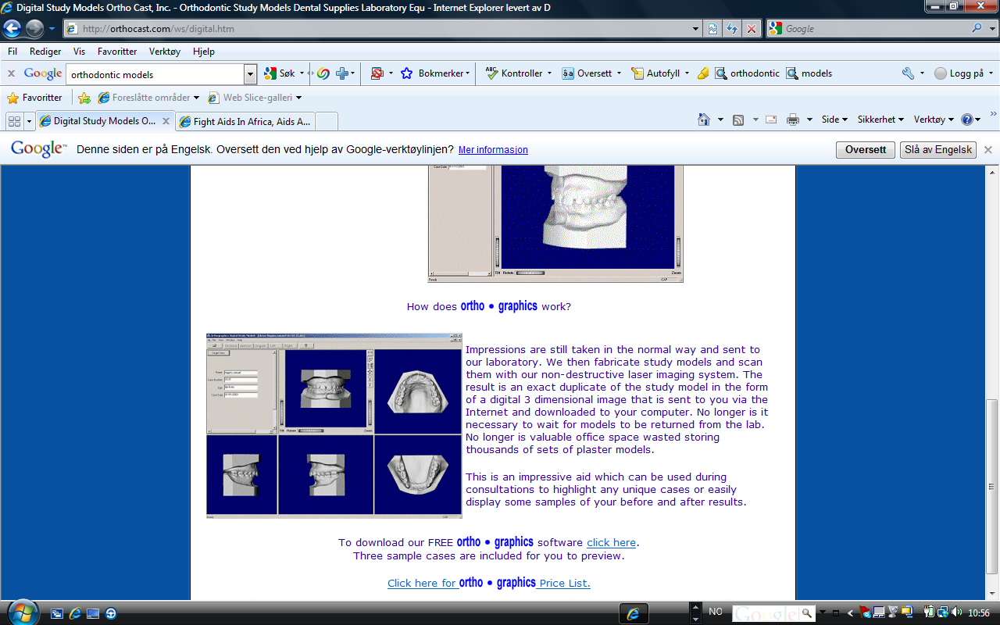 Digital Study Models Ortho Cast, Inc. - Orthodontic Study Models Dental Supplies Laboratory Equ - Internet Explorer levert av D
http://orthocast.com/ws/digital.htm
Google
Fil Rediger Vis Favoritter Verktøy Hjelp
x Google orthodontic models Søk Bokmerker ABC Kontroller Oversett Autofyll orthodontic models Logg på
Favoritter Foreslåtte områder Web Slice-galleri
Digital Study Models O... Fight Aids In Africa, Aids A... Side Sikkerhet Verktøy
Google™ Denne siden er på Engelsk. Oversett den ved hjelp av Google-verktøylinjen? Mer informasjon Oversett Slå av Engelsk
Case Date
Tilt Rotate Zoom
Ready CAP
How does ortho • graphics work?
Impressions are still taken in the normal way and sent to
our laboratory. We then fabricate study models and scan
them with our non-destructive laser imaging system. The
result is an exact duplicate of the study model in the form
of a digital 3 dimensional image that is sent to you via the
Internet and downloaded to your computer. No longer is it
necessary to wait for models to be returned from the lab.
No longer is valuable office space wasted storing
thousands of sets of plaster models.
This is an impressive aid which can be used during
consultations to highlight any unique cases or easily
display some samples of your before and after results.
To download our FREE ortho • graphics software click here.
Three sample cases are included for you to preview.
Click here for ortho • graphics Price List.
NO Google 10:56